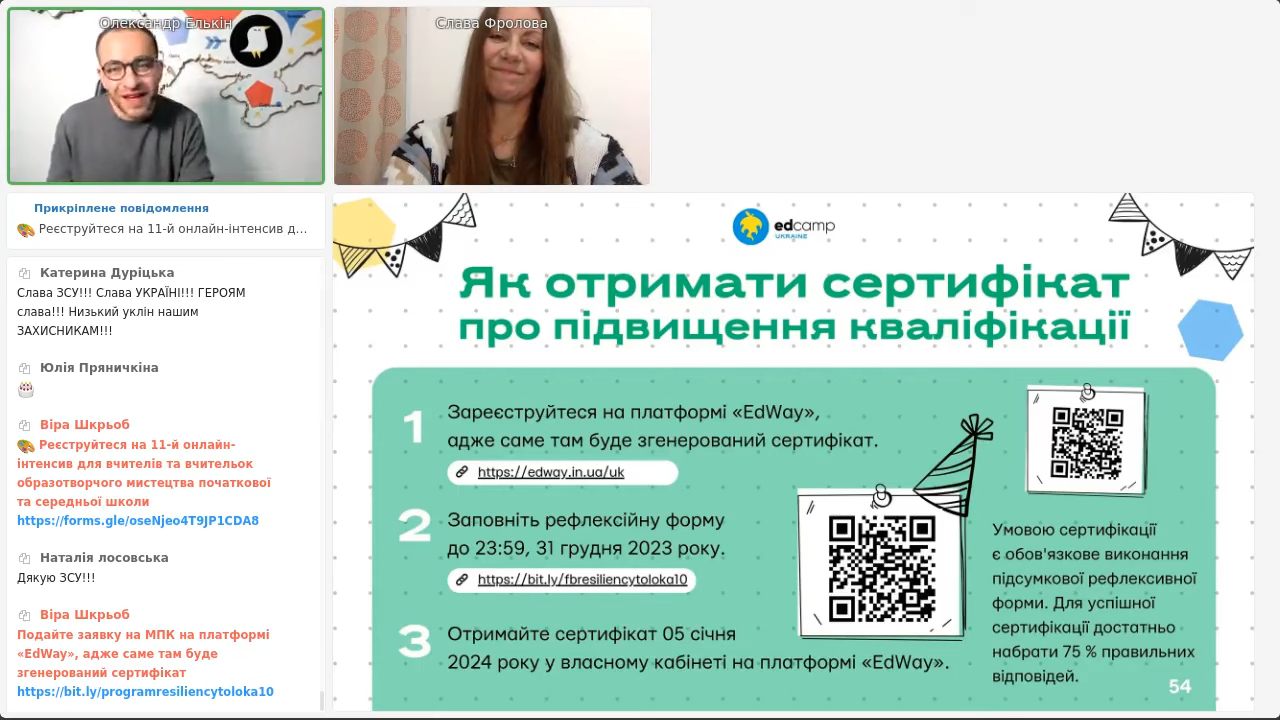 Олександр Елькін
Слава Фролова
Прикріплене повідомлення
Реєструйтеся на 11-й онлайн-інтенсив д...
Катерина Дуріцька
Слава ЗСУ!!! Слава УКРАЇНІ!!! ГЕРОЯМ
слава!!! Низький уклін нашим
ЗАХИСНИКАМ!!!
Юлія Пряничкіна
Віра Шкрьоб
Реєструйтеся на 11-й онлайн-
інтенсив для вчителів та вчительок
образотворчого мистецтва початкової
та середньої школи
https://forms.gle/oseNjeo4T9JP1CDA8
Наталія лосовська
Дякую ЗСУ!!!
Віра Шкрьоб
Подайте заявку на МПК на платформі
«EdWay», адже саме там буде
згенерований сертифікат
https://bit.ly/programresiliencytoloka10
edcamp
UKRAINE
Як отримати сертифікат
про підвищення кваліфікації
1
Зареєструйтеся на платформі «EdWay»,
адже саме там буде згенерований сертифікат.
https://edway.in.ua/uk
2
Заповніть рефлексійну форму
до 23:59, 31 грудня 2023 року.
https://bit.ly/fbresiliencytoloka10
3
Отримайте сертифікат 05 січня
2024 року у власному кабінеті на платформі «EdWay».
Умовою сертифікації
є обов'язкове виконання
підсумкової рефлексивної
форми. Для успішної
сертифікації достатньо
набрати 75 % правильних
відповідей.
54